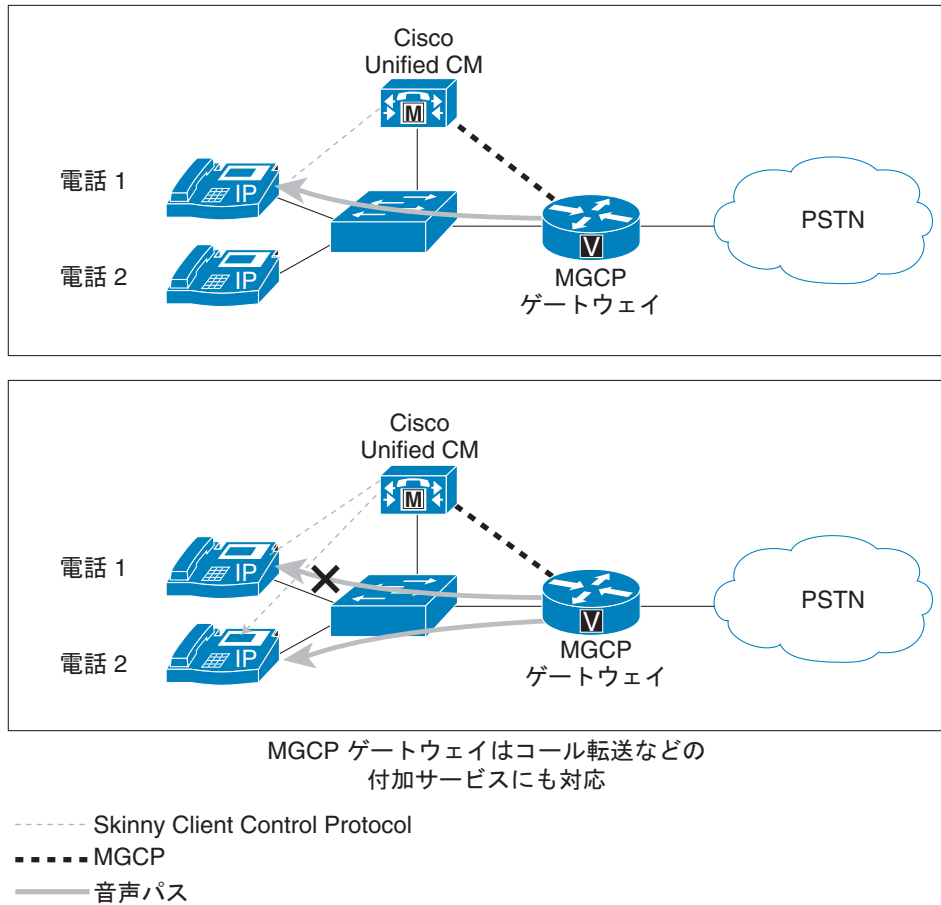 Cisco
Unified CM
M
電話 1
IP
PSTN
V
電話 2
IP
MGCP
ゲートウェイ
Cisco
Unified CM
M
電話 1
IP
PSTN
V
電話 2
IP
MGCP
ゲートウェイ
MGCP ゲートウェイはコール転送などの
付加サービスにも対応
Skinny Client Control Protocol
MGCP
音声パス